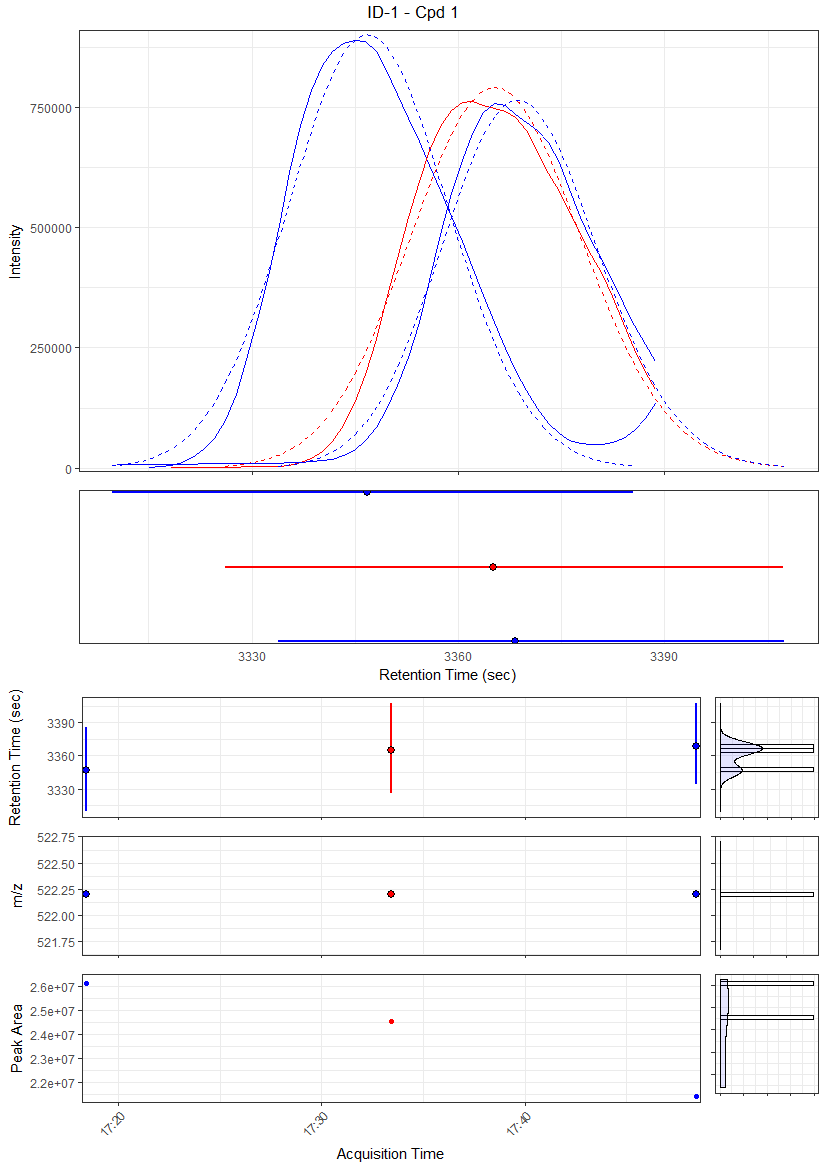 ID-1 - Cpd 1
Intensity
750000
500000
250000
0
3330
3360
3390
Retention Time (sec)
Retention Time (sec)
3390
3360
3330
m/z
522.75
522.50
522.25
522.00
521.75
Peak Area
2.6e+07
2.5e+07
2.4e+07
2.3e+07
2.2e+07
17:20
17:30
17:40
Acquisition Time